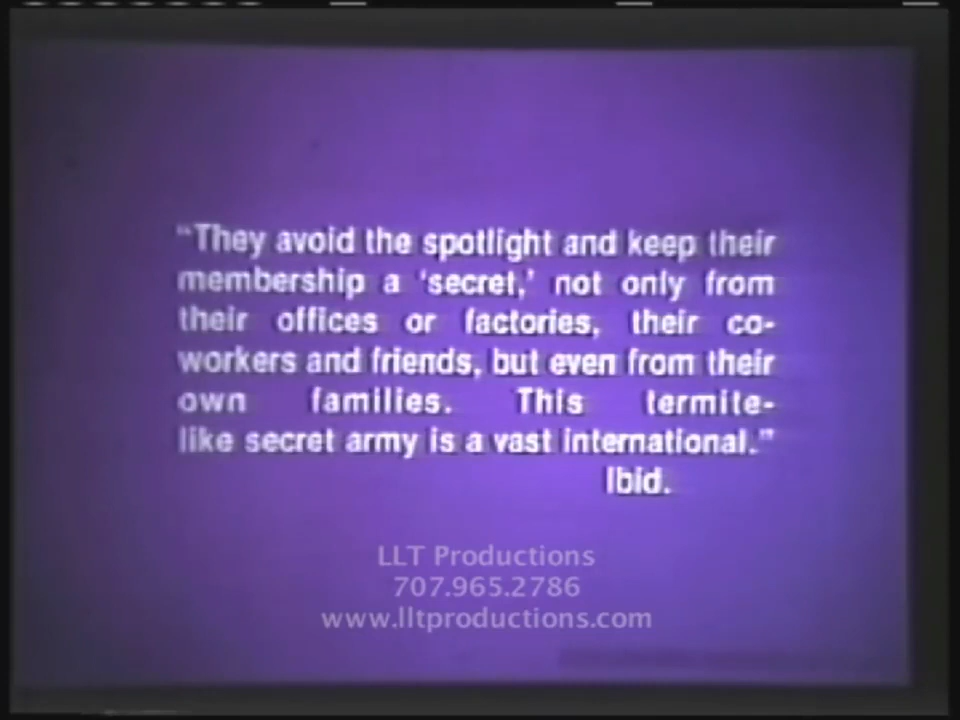 “They avoid the spotlight and keep their
membership a ‘secret,’ not only from
their offices or factories, their co-
workers and friends, but even from their
own families. This termite-
like secret army is a vast international.”
Ibid.
LLT Productions
707.965.2786
www.lltproductions.com